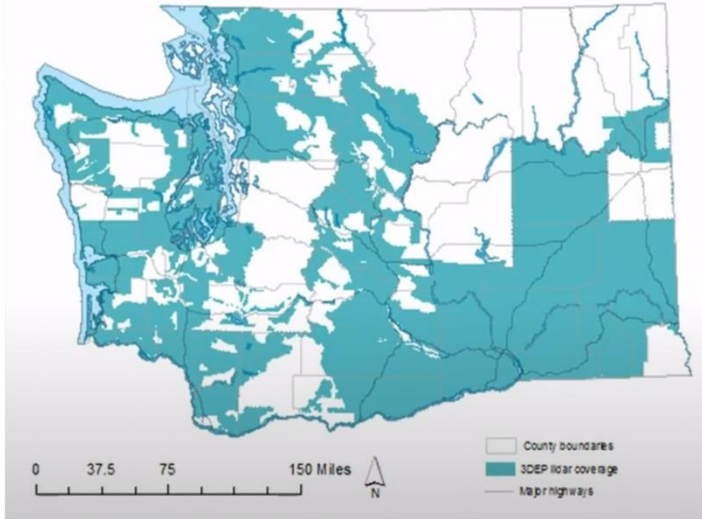 0 37.5 75 150 Miles
N
County boundaries
3DEP lidar coverage
Major highways